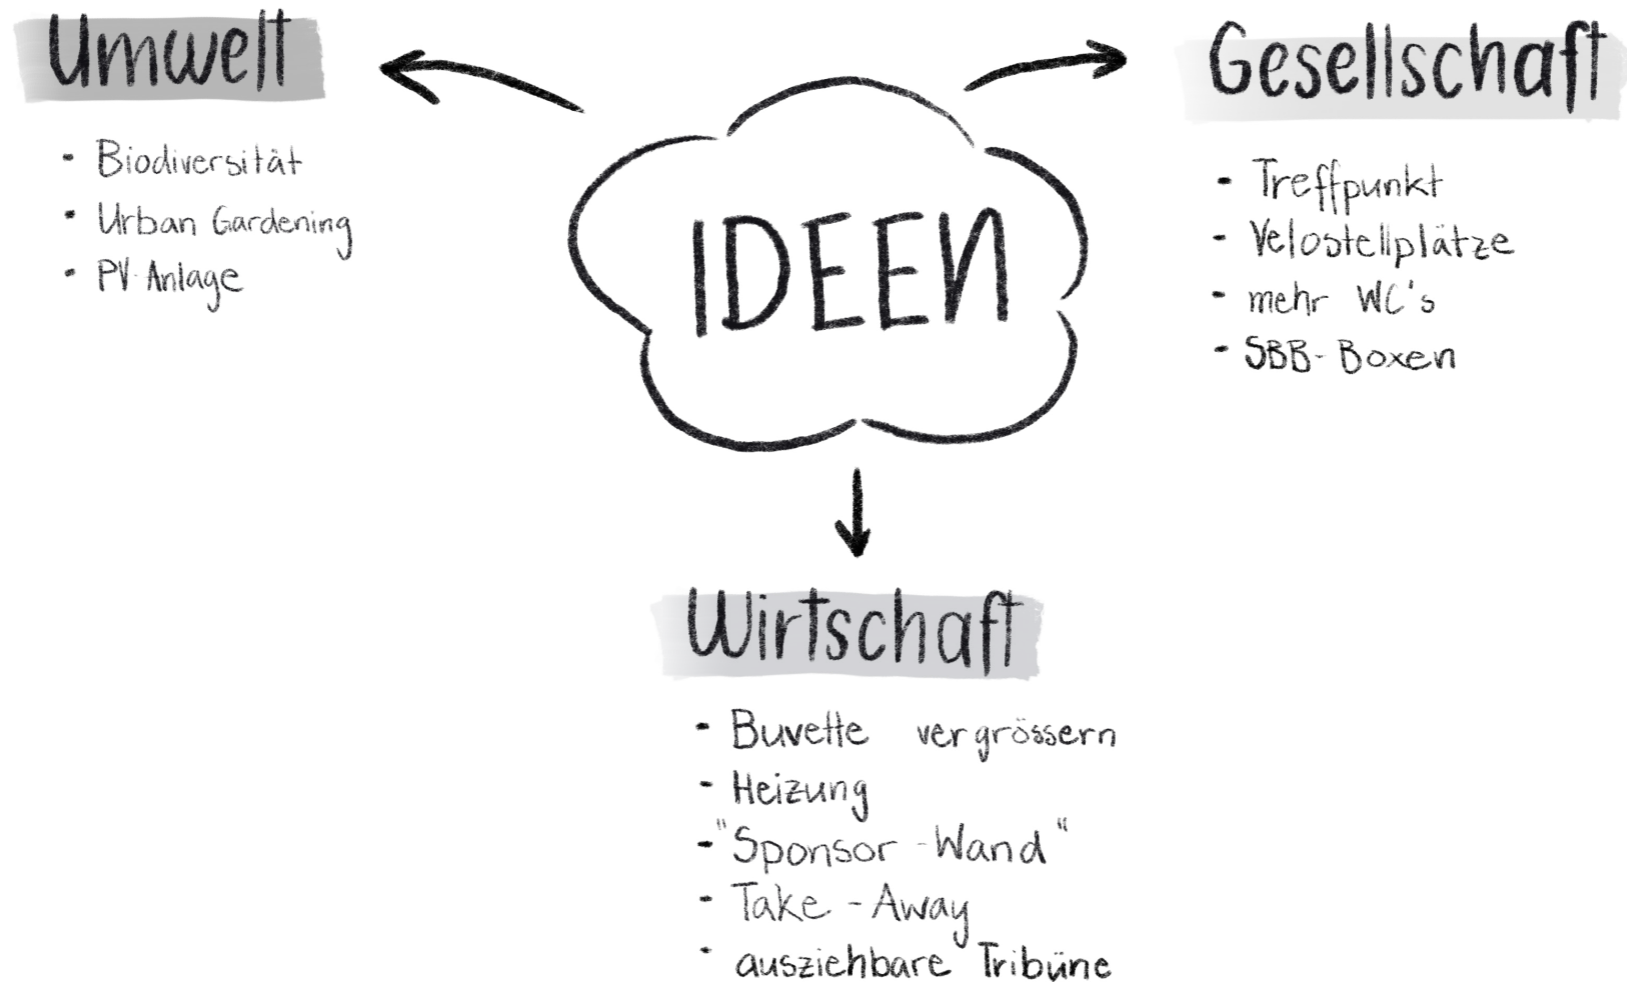 Umwelt
- Biodiversität
- Urban Gardening
- PV-Anlage
IDEEN
Gesellschaft
- Treffpunkt
- Velostellplätze
- mehr WC's
- SBB-Boxen
Wirtschaft
- Buvette vergrössern
- Heizung
- "Sponsor-Wand"
- Take-Away
- ausziehbare Tribüne